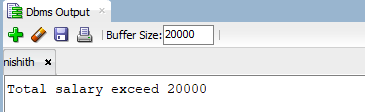 Dbms Output
Buffer Size: 20000
nishith
Total salary exceed 20000